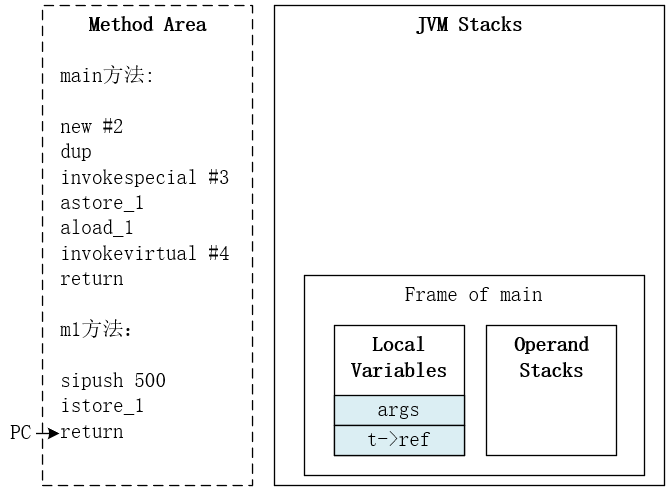 Method Area
main方法:
new #2
dup
invokespecial #3
astore_1
aload_1
invokevirtual #4
return
m1方法：
sipush 500
istore_1
PC
return
JVM Stacks
Frame of main
Local
Variables
args
t->ref
Operand
Stacks